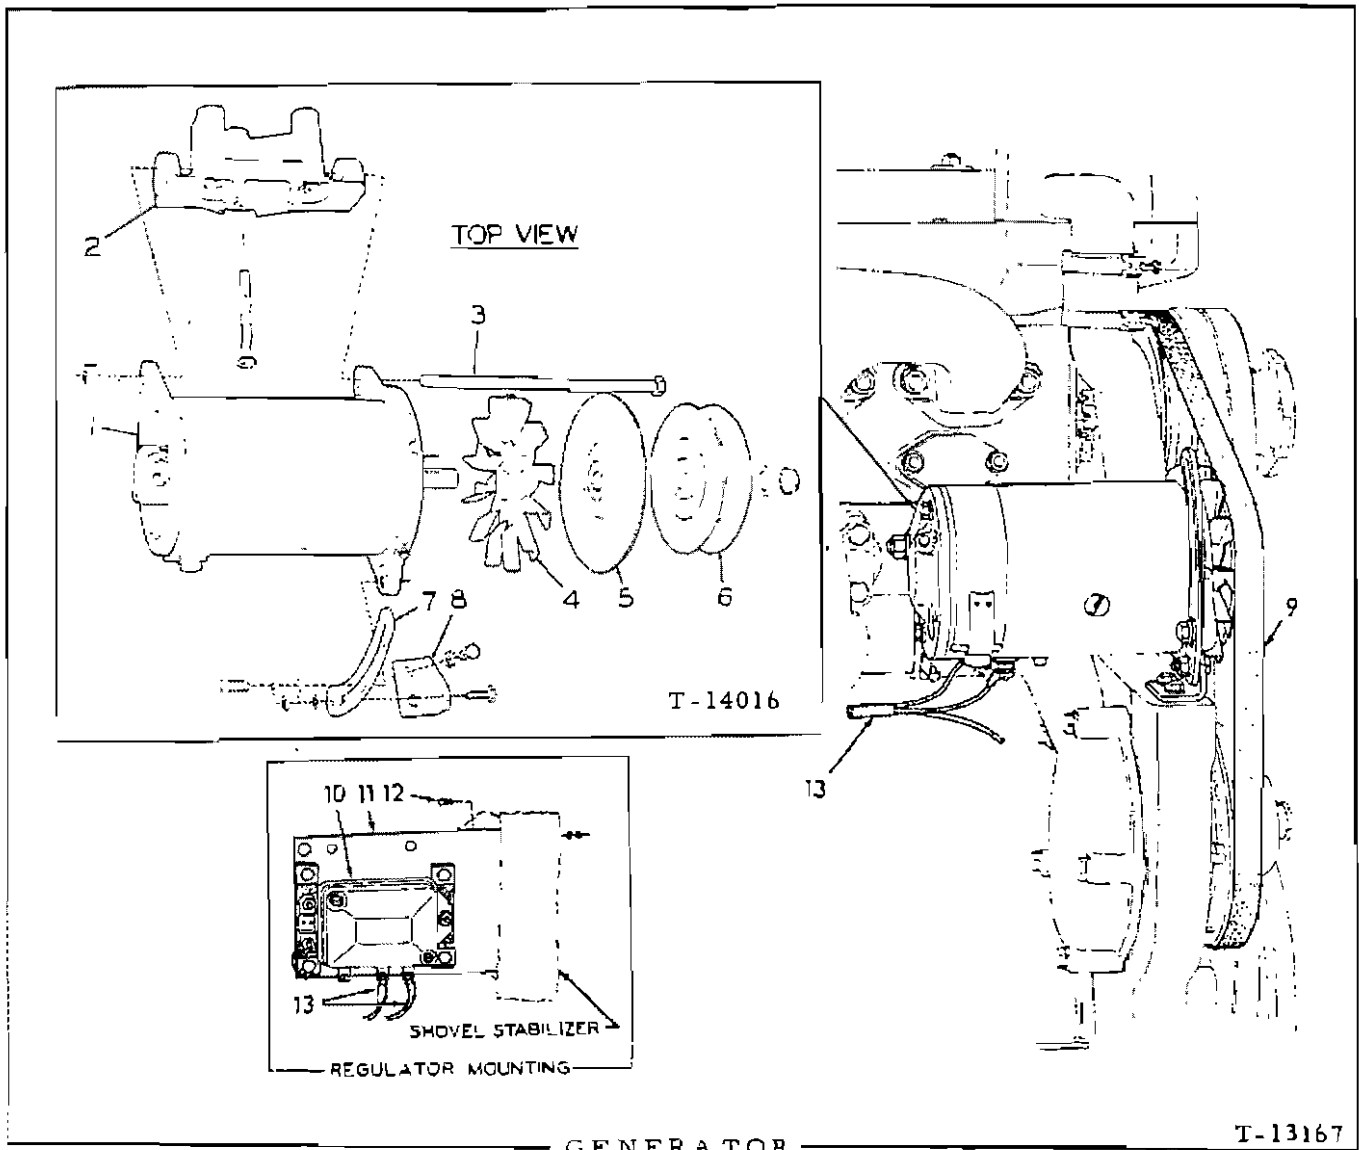 2
TOP VIEW
3
1
4
5
6
7 8
T-14016
9
13
10 11 12
13
SHOVEL STABILIZER
REGULATOR MOUNTING
GENERATOR
T-13167